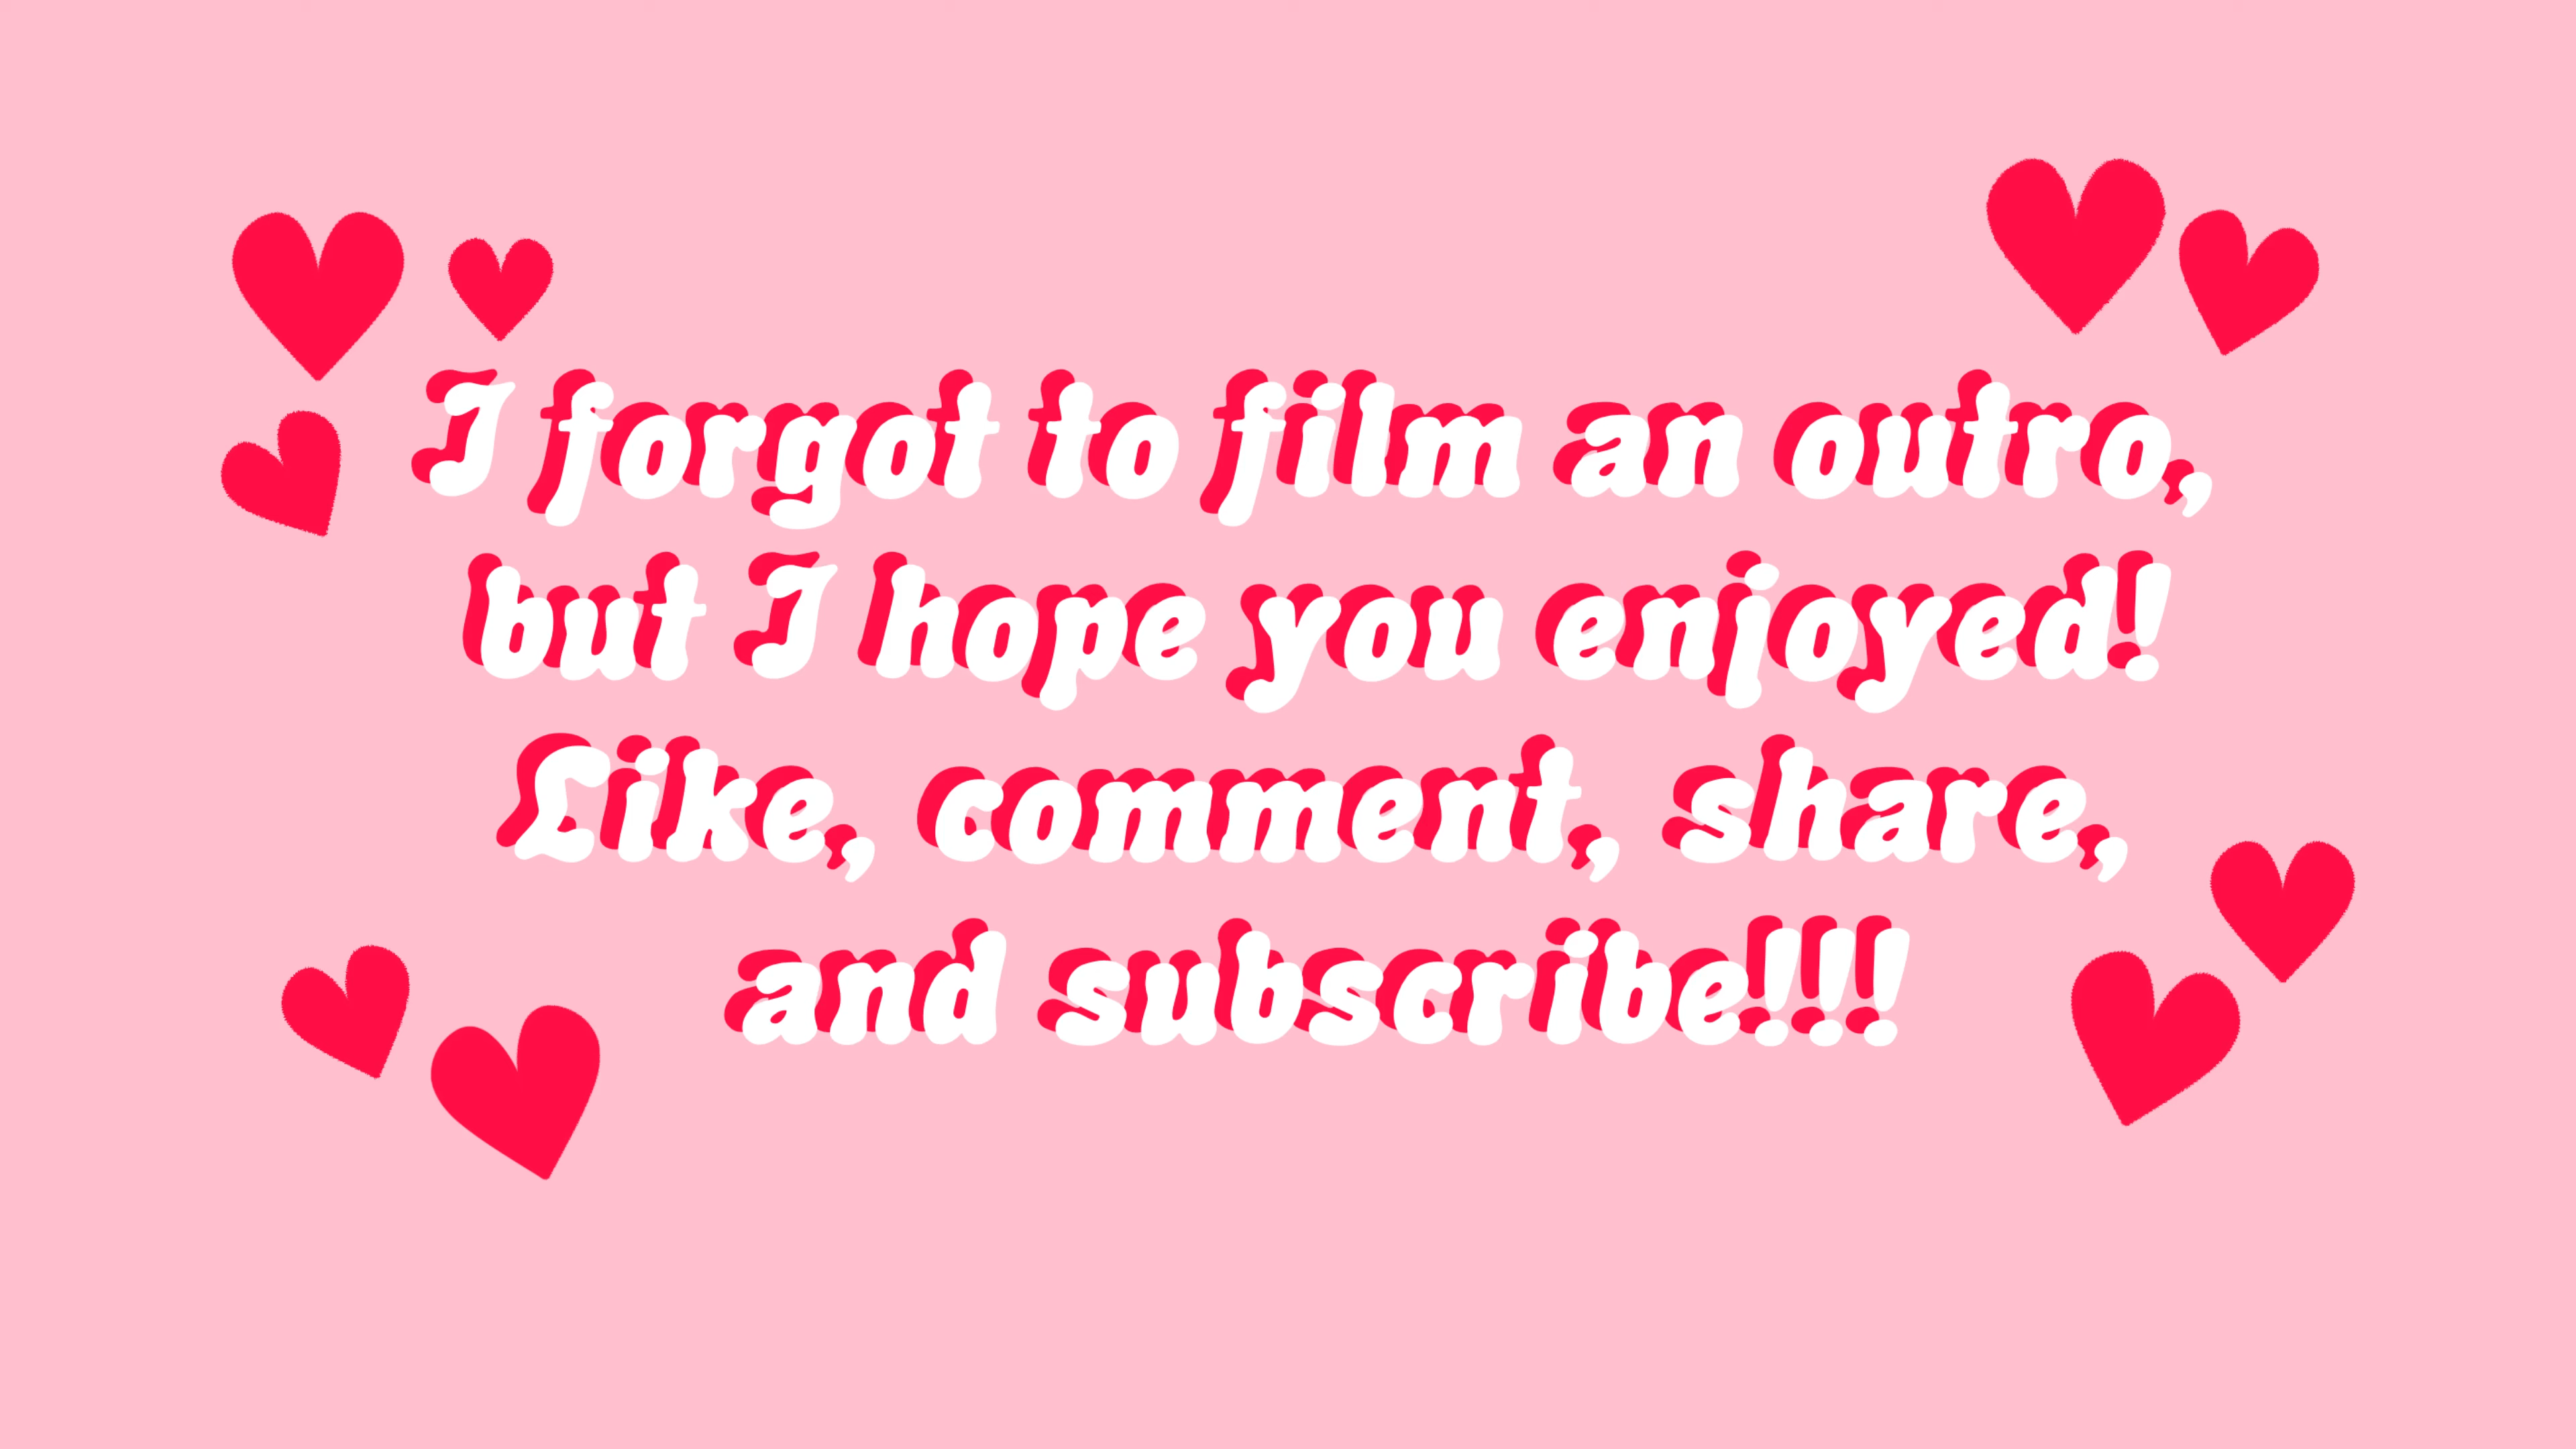 I forgot to film an outro,
but I hope you enjoyed!
Like, comment, share,
and subscribe!!!